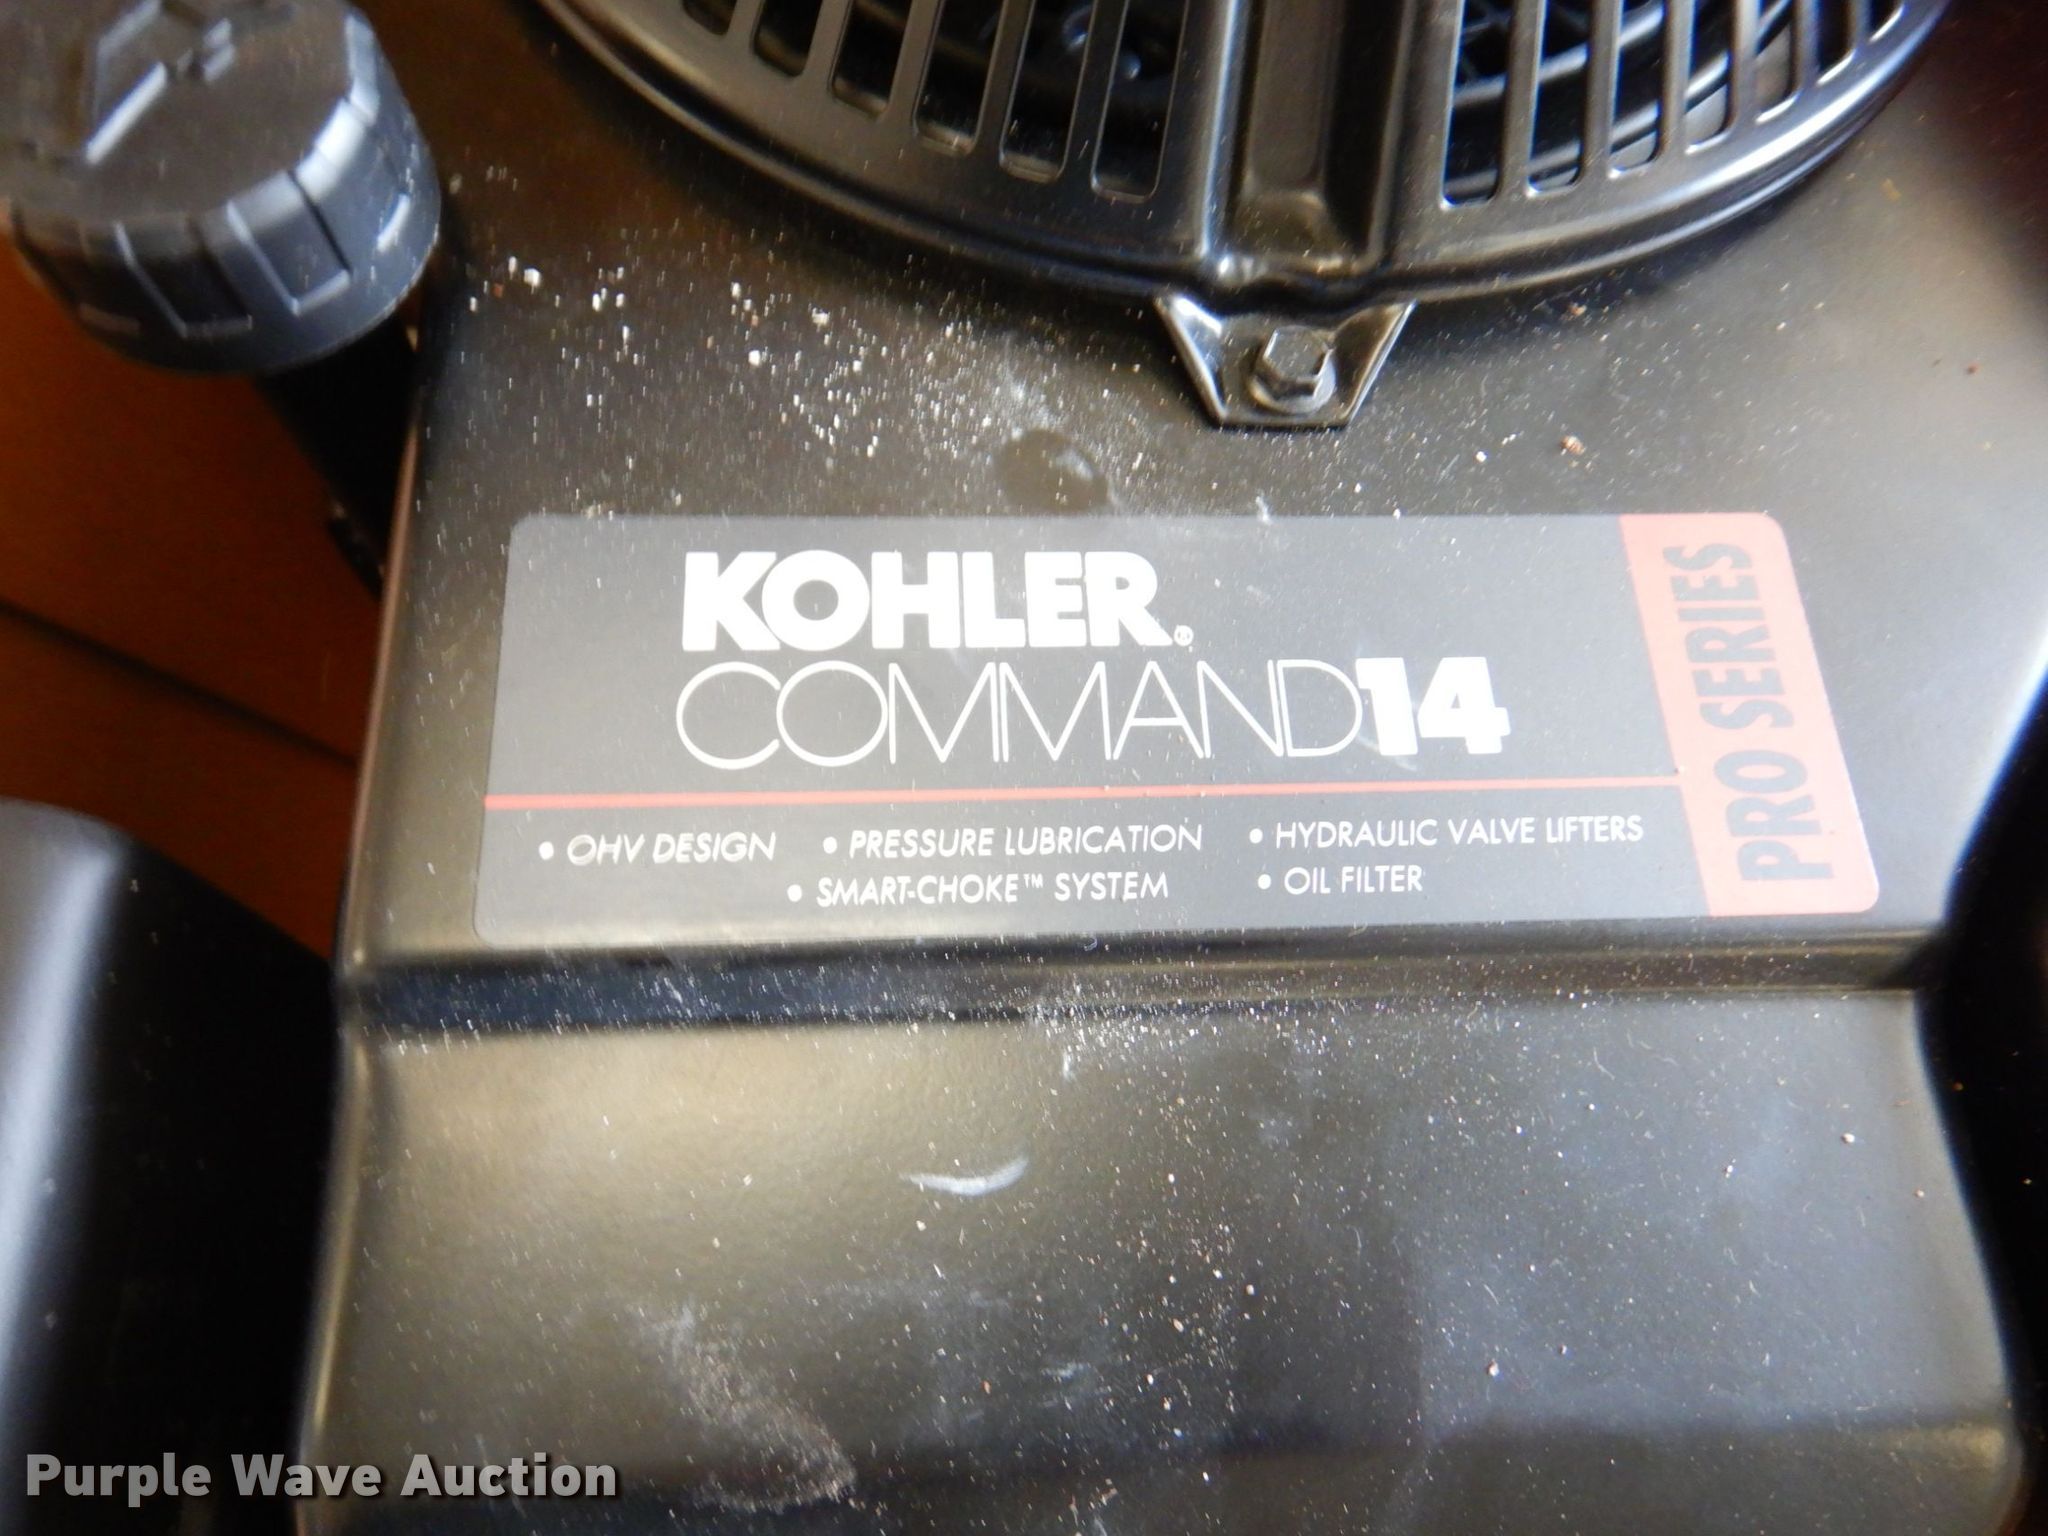 KOHLER.®
COMMAND14
PRO SERIES
• OHV DESIGN • PRESSURE LUBRICATION • HYDRAULIC VALVE LIFTERS
• SMART-CHOKE™ SYSTEM • OIL FILTER
Purple Wave Auction